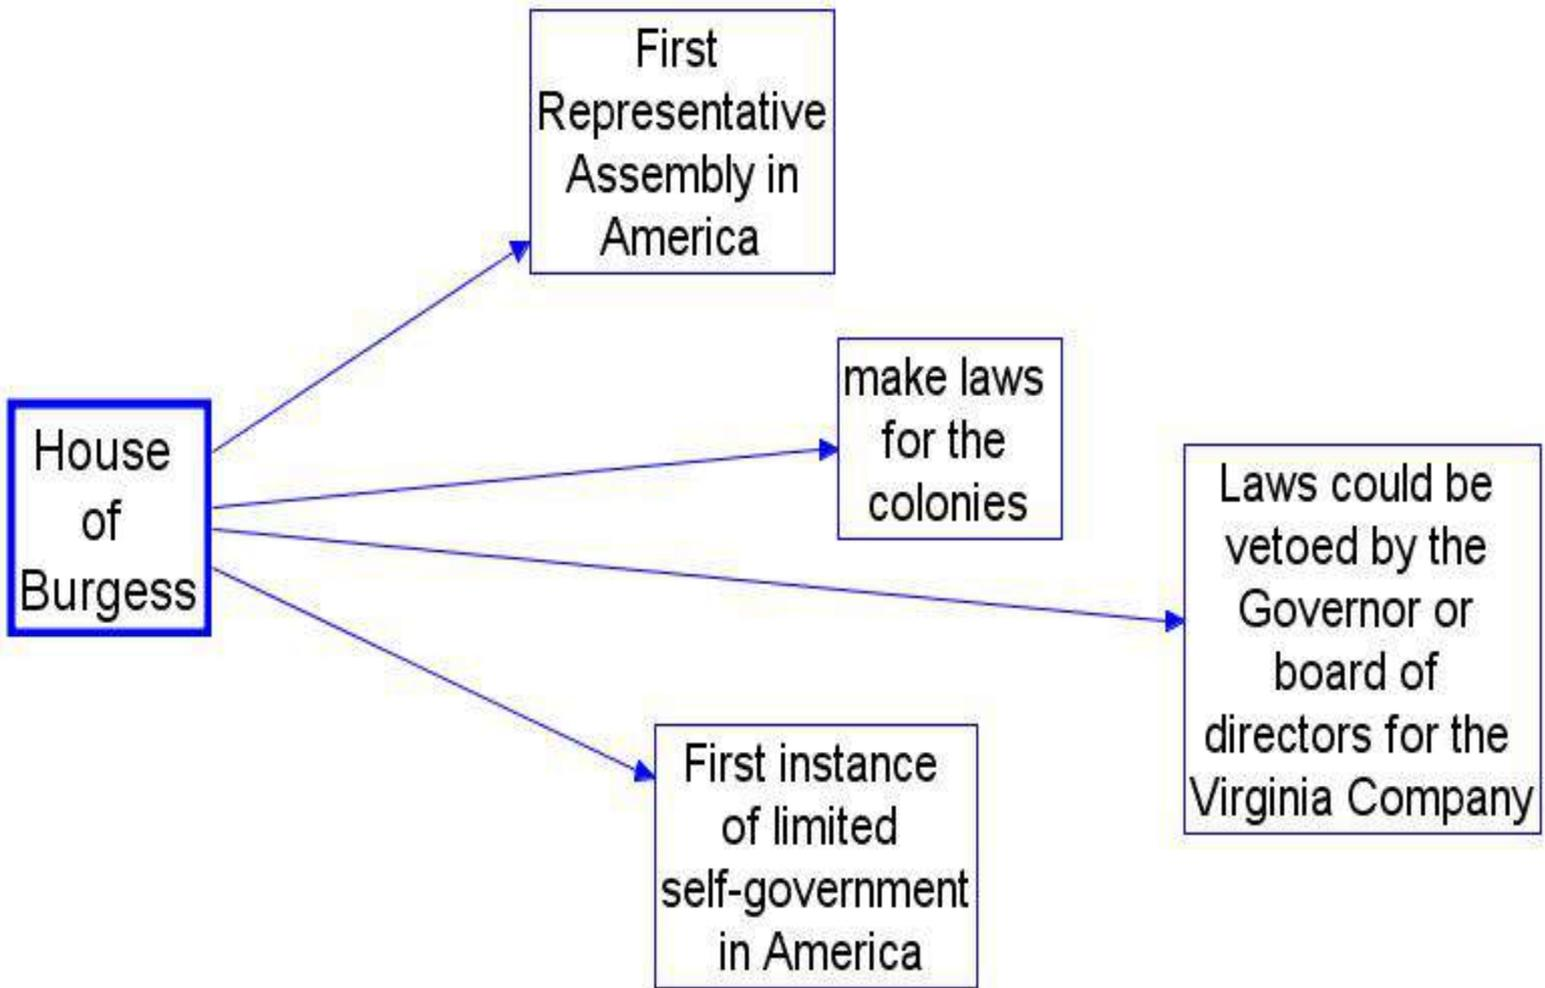 First
Representative
Assembly in
America
make laws
for the
colonies
House
of
Burgess
Laws could be
vetoed by the
Governor or
board of
directors for the
Virginia Company
First instance
of limited
self-government
in America